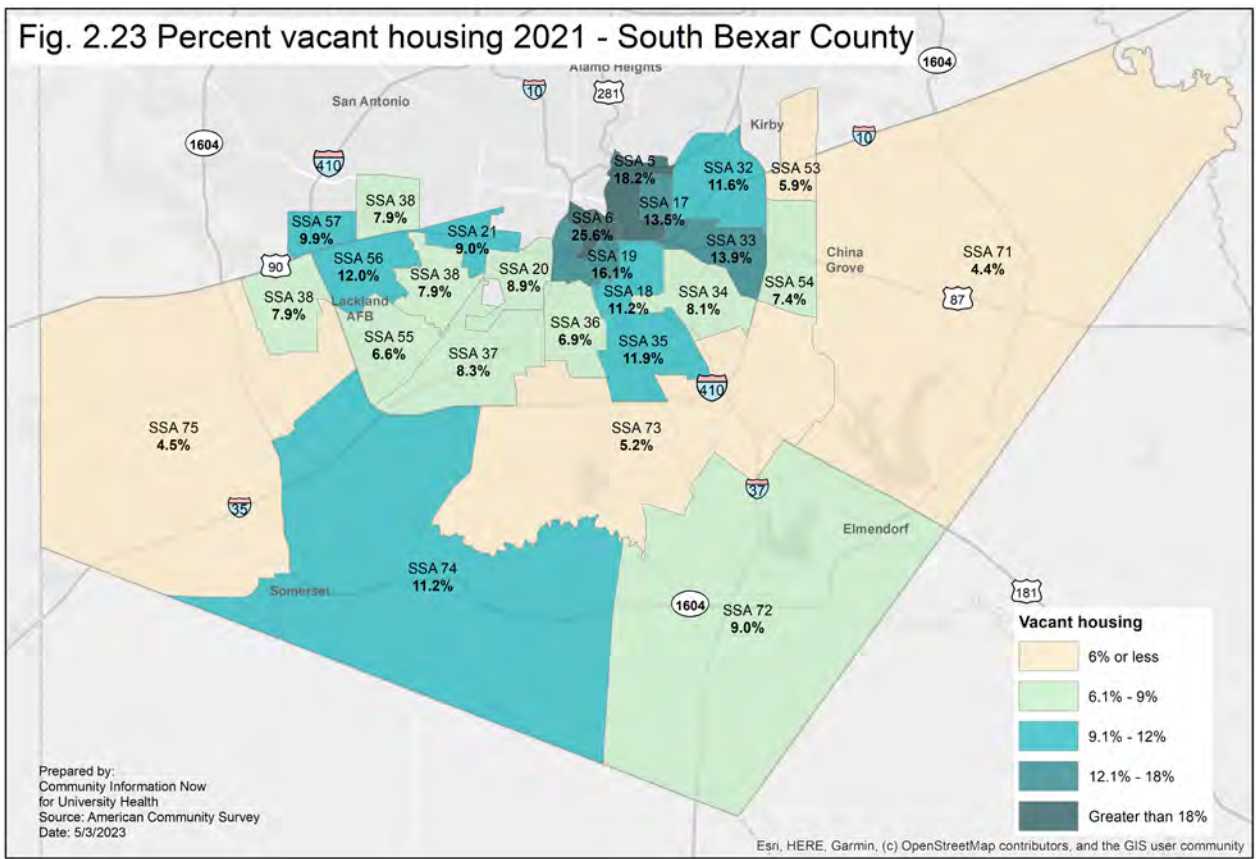 Fig. 2.23 Percent vacant housing 2021 - South Bexar County
1604
Alamo Heights
10
281
San Antonio
Kirby
1604
10
410
SSA 5
18.2%
SSA 32
11.6%
SSA 53
5.9%
SSA 38
7.9%
SSA 17
13.5%
SSA 57
9.9%
SSA 21
9.0%
SSA 6
25.6%
SSA 33
13.9%
China
Grove
SSA 71
4.4%
90
SSA 56
12.0%
SSA 38
7.9%
SSA 20
8.9%
SSA 19
16.1%
SSA 54
7.4%
SSA 38
7.9%
Lackland
AFB
SSA 18
11.2%
SSA 34
8.1%
87
SSA 55
6.6%
SSA 37
8.3%
SSA 36
6.9%
SSA 35
11.9%
410
SSA 75
4.5%
SSA 73
5.2%
35
37
Elmendorf
SSA 74
11.2%
Somerset
1604
SSA 72
9.0%
181
Vacant housing
6% or less
6.1% - 9%
9.1% - 12%
12.1% - 18%
Greater than 18%
Prepared by:
Community Information Now
for University Health
Source: American Community Survey
Date: 5/3/2023
Esri, HERE, Garmin, (c) OpenStreetMap contributors, and the GIS user community